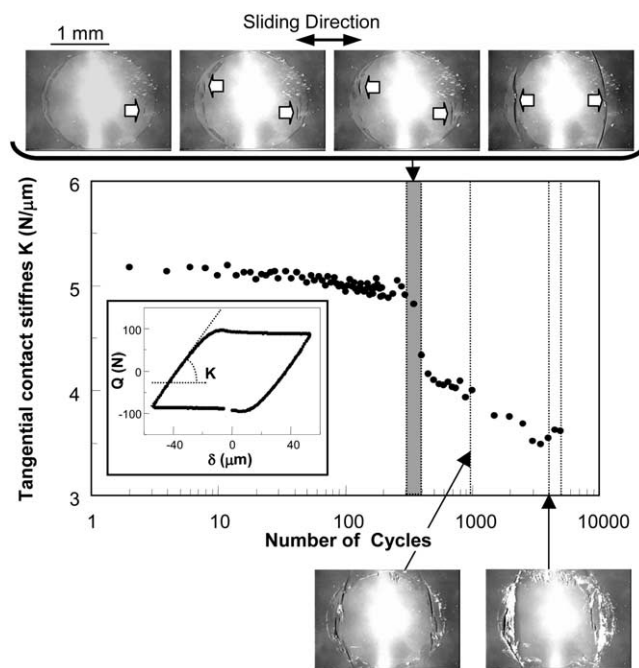 Sliding Direction
1 mm
6
5
4
3
Tangential contact stiffnes K (N/μm)
100
0
-100
Q (N)
K
-40
0
40
δ (μm)
1
10
100
1000
10000
Number of Cycles